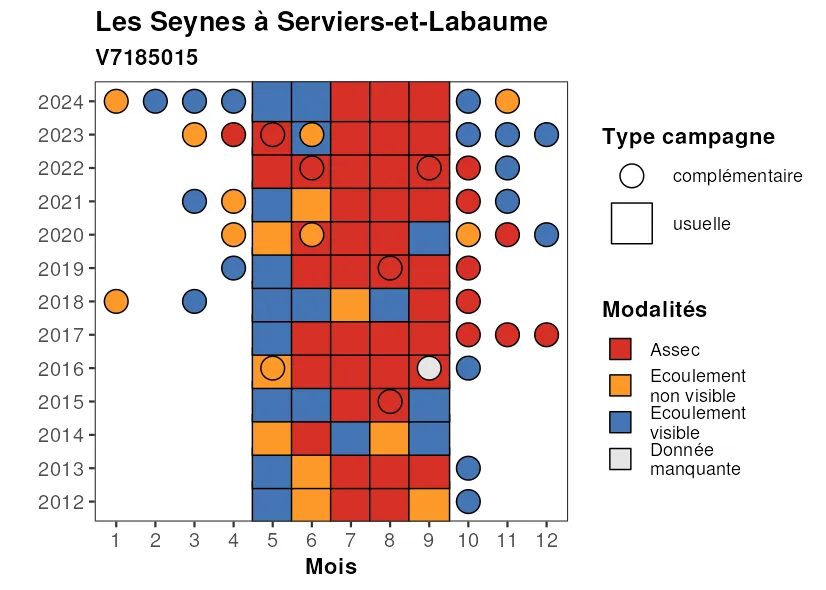 Les Seynes à Serviers-et-Labaume
V7185015
2024
2023
2022
2021
2020
2019
2018
2017
2016
2015
2014
2013
2012
1 2 3 4 5 6 7 8 9 10 11 12
Mois
Type campagne
complémentaire
usuelle
Modalités
Assec
Ecoulement
non visible
Ecoulement
visible
Donnée
manquante